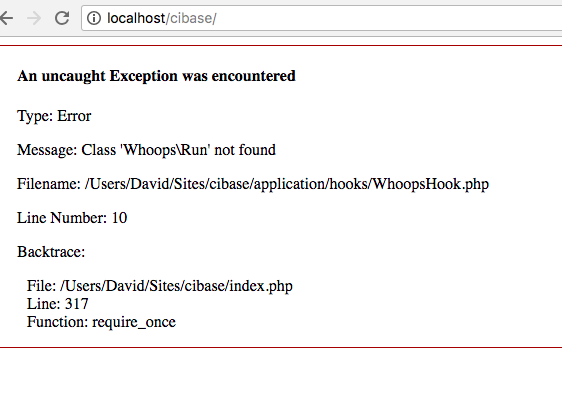 localhost/cibase/
An uncaught Exception was encountered
Type: Error
Message: Class 'Whoops\Run' not found
Filename: /Users/David/Sites/cibase/application/hooks/WhoopsHook.php
Line Number: 10
Backtrace:
File: /Users/David/Sites/cibase/index.php
Line: 317
Function: require_once